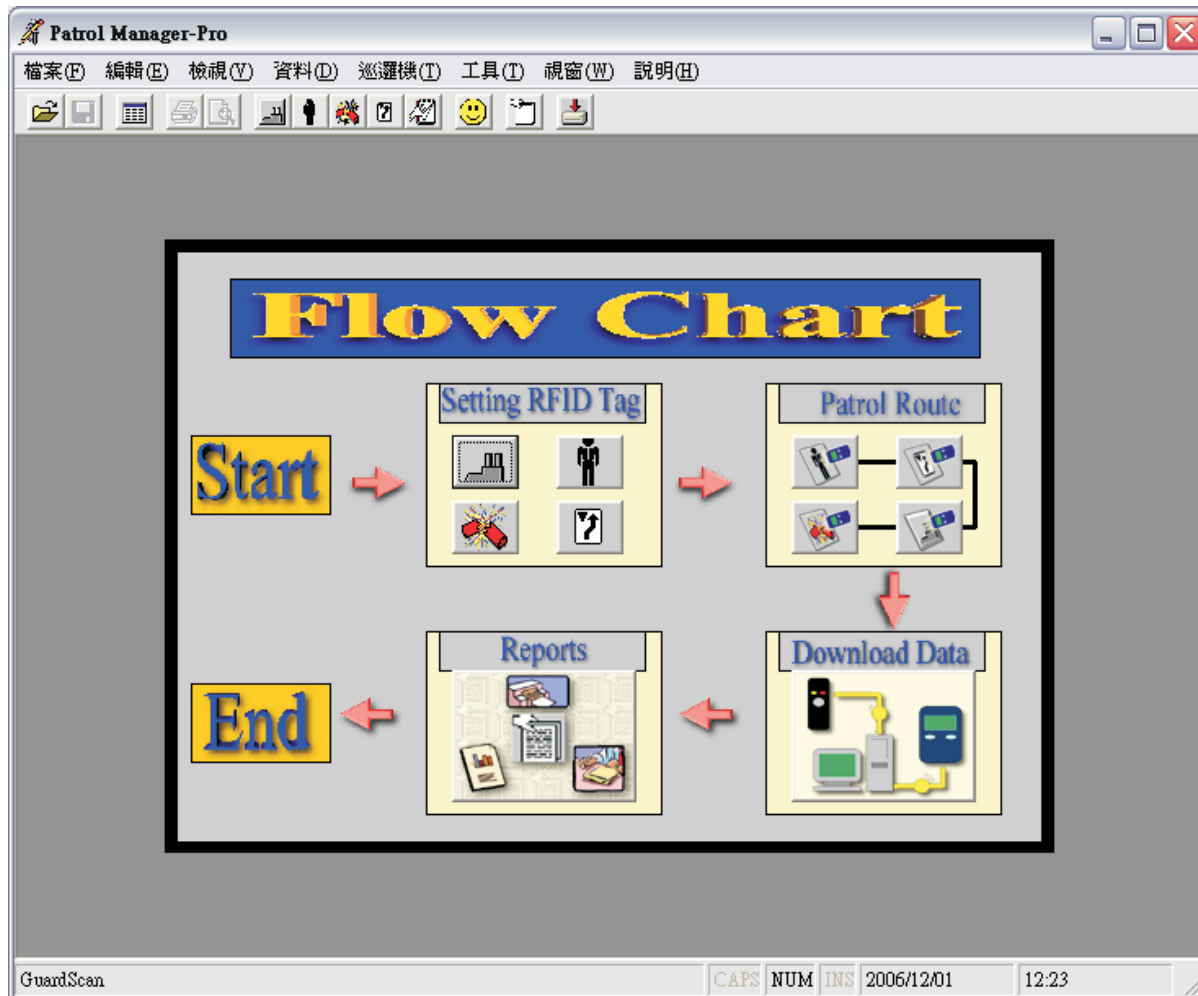 Patrol Manager-Pro
檔案(F) 編輯(E) 檢視(V) 資料(D) 巡邏機(T) 工具(T) 視窗(W) 說明(H)
Flow Chart
Start
Setting RFID Tag
Patrol Route
End
Reports
Download Data
GuardScan CAPS NUM INS 2006/12/01 12:23